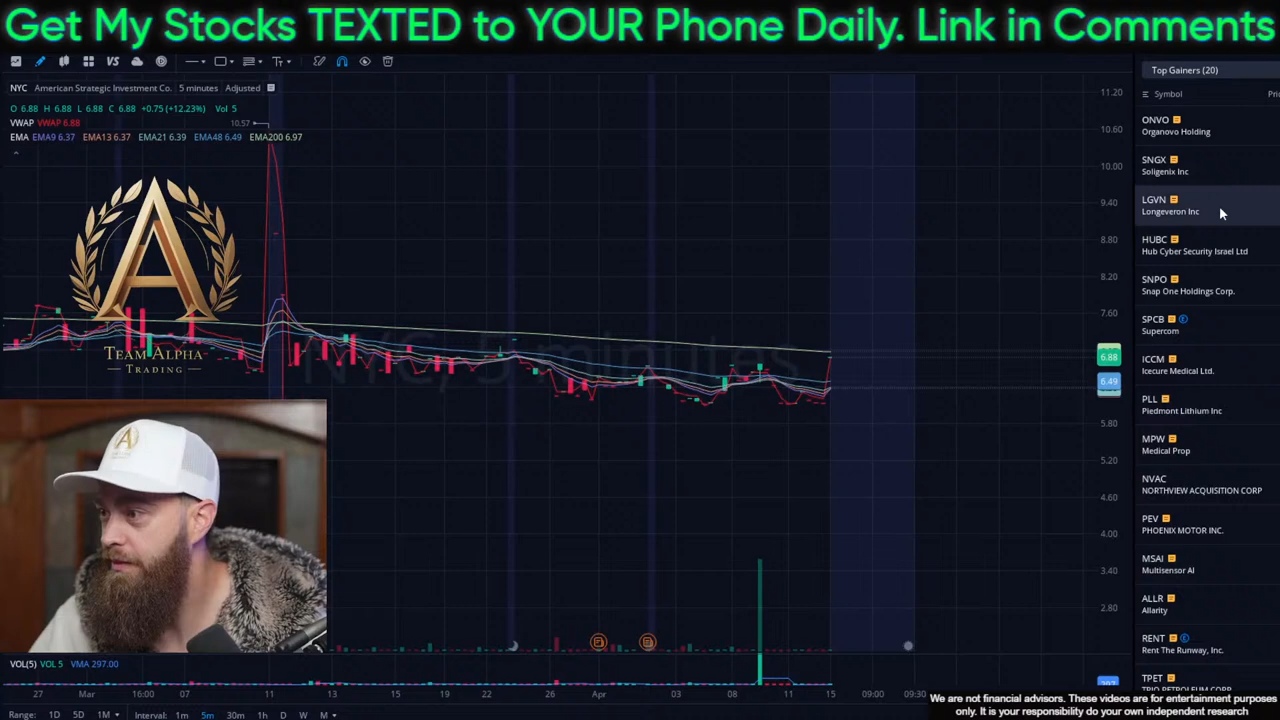 Get My Stocks TEXTED to YOUR Phone Daily. Link in Comments
NYC American Strategic Investment Co. 5 minutes Adjusted
O 6.88 H 6.88 L 6.88 C 6.88 +0.75 (+12.23%) Vol 5
VWAP VWAP 6.88
10.57
EMA EMA9 6.37 EMA13 6.37 EMA21 6.39 EMA48 6.49 EMA200 6.97
NYC, 5 minutes
A
TEAM ALPHA
TRADING
11.20
10.60
10.00
9.40
8.80
8.20
7.60
6.88
6.49
5.80
5.20
4.60
4.00
3.40
2.80
Top Gainers (20)
Symbol
ONVO
Organovo Holding
SNGX
Soligenix Inc
LGVN
Longeveron Inc
HUBC
Hub Cyber Security Israel Ltd
SNPO
Snap One Holdings Corp.
SPCB
Supercom
ICCM
Icecure Medical Ltd.
PLL
Piedmont Lithium Inc
MPW
Medical Prop
NVAC
NORTHVIEW ACQUISITION CORP
PEV
PHOENIX MOTOR INC.
MSAI
Multisensor AI
ALLR
Allarity
RENT
Rent The Runway, Inc.
TPET
VOL(5) VOL 5 VMA 297.00
27 Mar 16:00 07 11 13 15 19 22 26 Apr 03 08 11 15 09:00 09:30
Range: 1D 5D 1M Interval: 1m 5m 30m 1h D W M
We are not financial advisors. These videos are for entertainment purposes
only. It is your responsibility do your own independent research